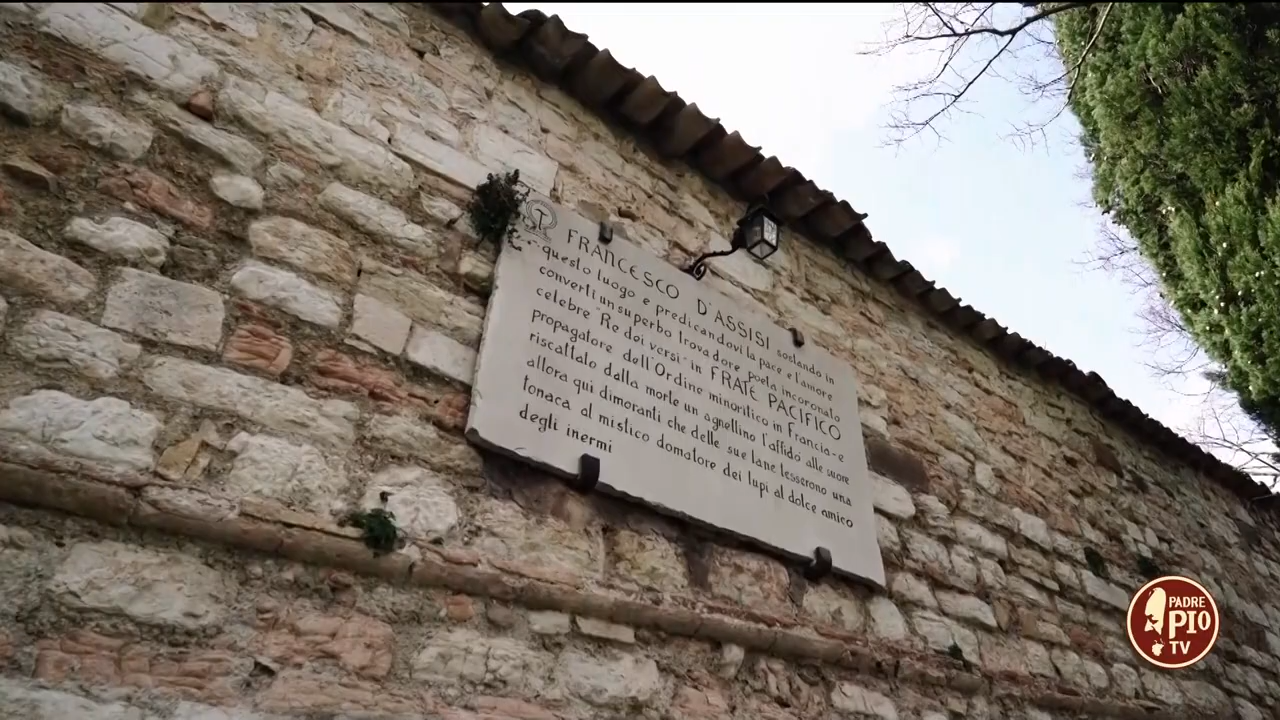 FRANCESCO D'ASSISI sostando in
questo luogo e predicandovi la pace e l'amore
convertì un superbo trovadore poeta incoronato
celebre "Re dei versi" in FRATE PACIFICO
propagatore dell'Ordine minoritico in Francia-e
riscattato dalla morte un agnellino l'affidò alle suore
allora qui dimoranti che delle sue lane tesserono una
tonaca al mistico domatore dei lupi al dolce amico
degli inermi
PADRE
PIO
TV